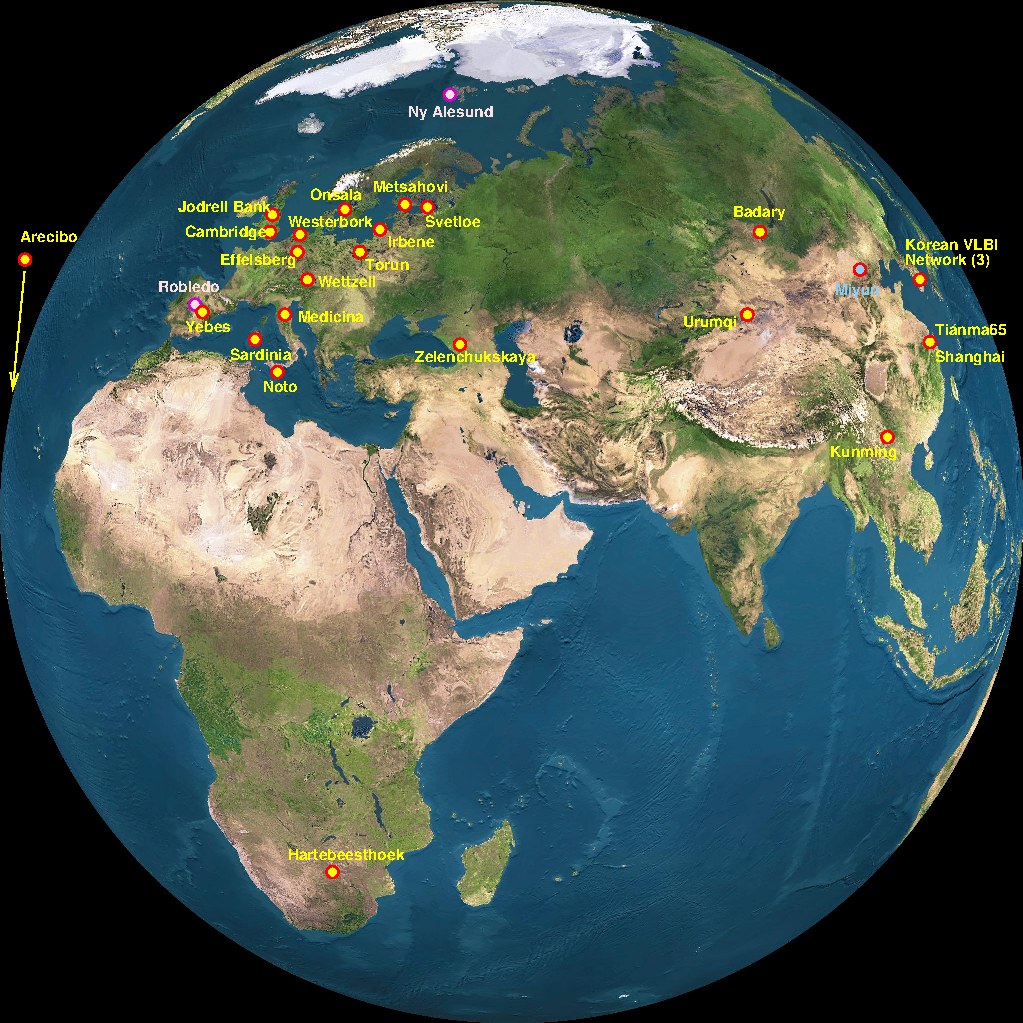 Ny Alesund
Metsahovi
Onsala
Jodrell Bank
Svetloe
Westerbork
Cambridge
Irbene
Badary
Arecibo
Korean VLBI
Network (3)
Effelsberg
Torun
Wettzell
Robledo
Miyun
Medicina
Urumqi
Yebes
Tianma65
Sardinia
Zelenchukskaya
Shanghai
Noto
Kunming
Hartebeesthoek